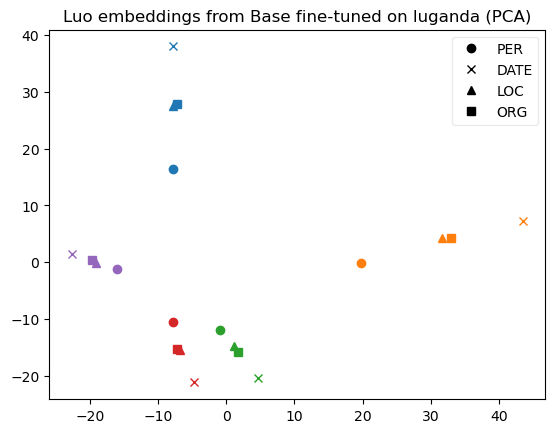 Luo embeddings from Base fine-tuned on luganda (PCA)
PER
DATE
LOC
ORG
40
30
20
10
0
−10
−20
−20 −10 0 10 20 30 40